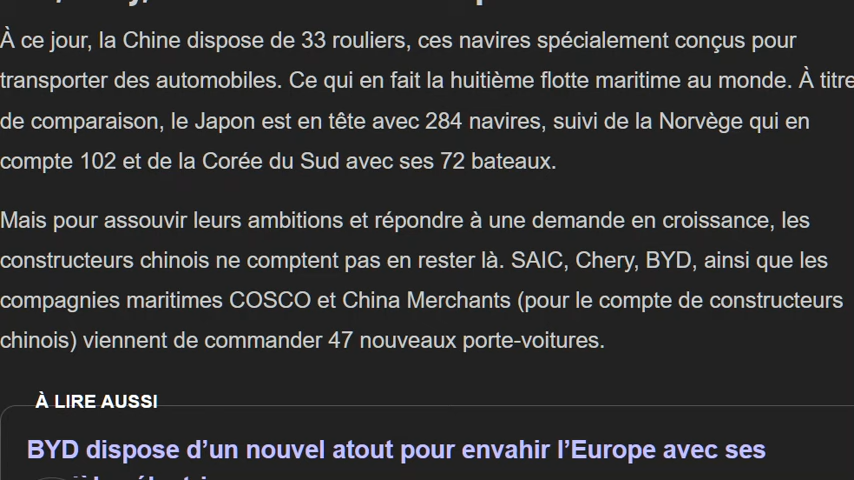 À ce jour, la Chine dispose de 33 rouliers, ces navires spécialement conçus pour
transporter des automobiles. Ce qui en fait la huitième flotte maritime au monde. À titre
de comparaison, le Japon est en tête avec 284 navires, suivi de la Norvège qui en
compte 102 et de la Corée du Sud avec ses 72 bateaux.
Mais pour assouvir leurs ambitions et répondre à une demande en croissance, les
constructeurs chinois ne comptent pas en rester là. SAIC, Chery, BYD, ainsi que les
compagnies maritimes COSCO et China Merchants (pour le compte de constructeurs
chinois) viennent de commander 47 nouveaux porte-voitures.
À LIRE AUSSI
BYD dispose d’un nouvel atout pour envahir l’Europe avec ses